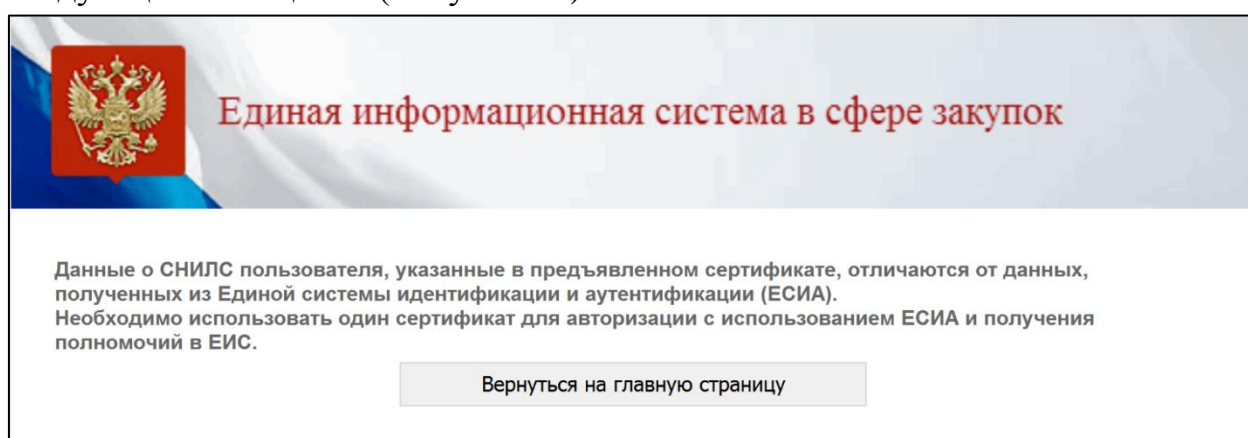 Единая информационная система в сфере закупок
Данные о СНИЛС пользователя, указанные в предъявленном сертификате, отличаются от данных,
полученных из Единой системы идентификации и аутентификации (ЕСИА).
Необходимо использовать один сертификат для авторизации с использованием ЕСИА и получения
полномочий в ЕИС.
Вернуться на главную страницу